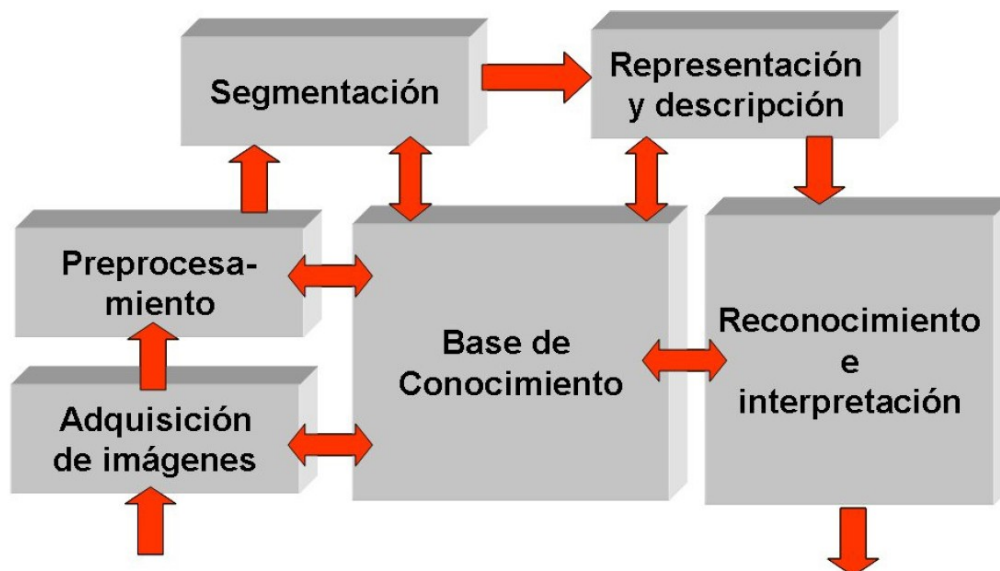 Segmentación
Representación
y descripción
Preprocesa-
miento
Base de
Conocimiento
Reconocimiento
e
interpretación
Adquisición
de imágenes